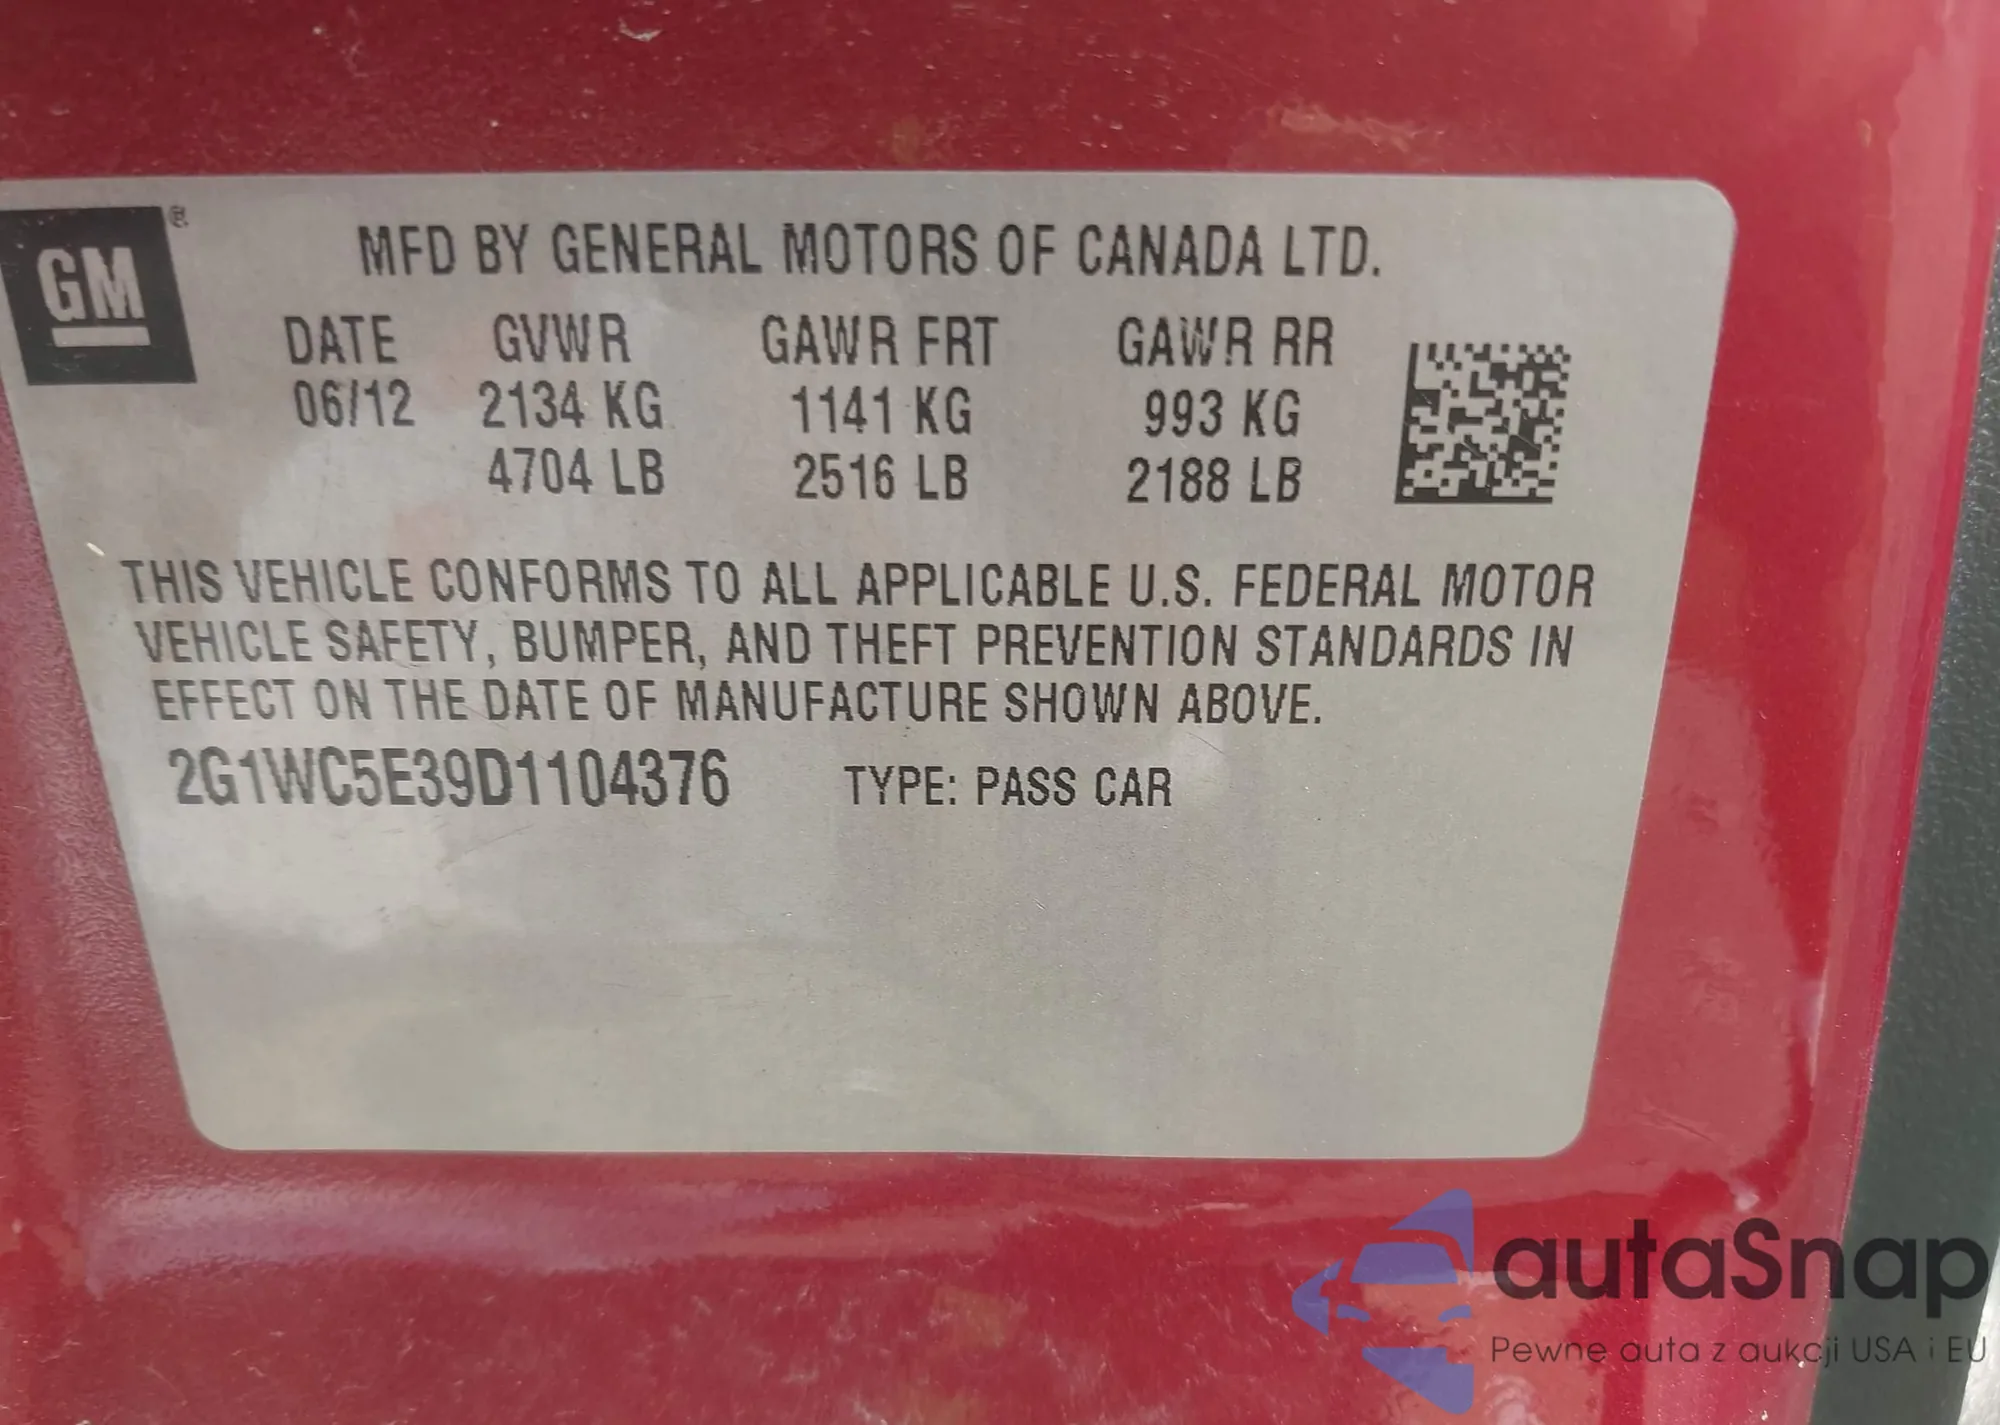 GM ®
MFD BY GENERAL MOTORS OF CANADA LTD.
DATE GVWR GAWR FRT GAWR RR
06/12 2134 KG 1141 KG 993 KG
4704 LB 2516 LB 2188 LB
THIS VEHICLE CONFORMS TO ALL APPLICABLE U.S. FEDERAL MOTOR
VEHICLE SAFETY, BUMPER, AND THEFT PREVENTION STANDARDS IN
EFFECT ON THE DATE OF MANUFACTURE SHOWN ABOVE.
2G1WC5E39D1104376 TYPE: PASS CAR
autaSnap
Pewne auta z aukcji USA i EU